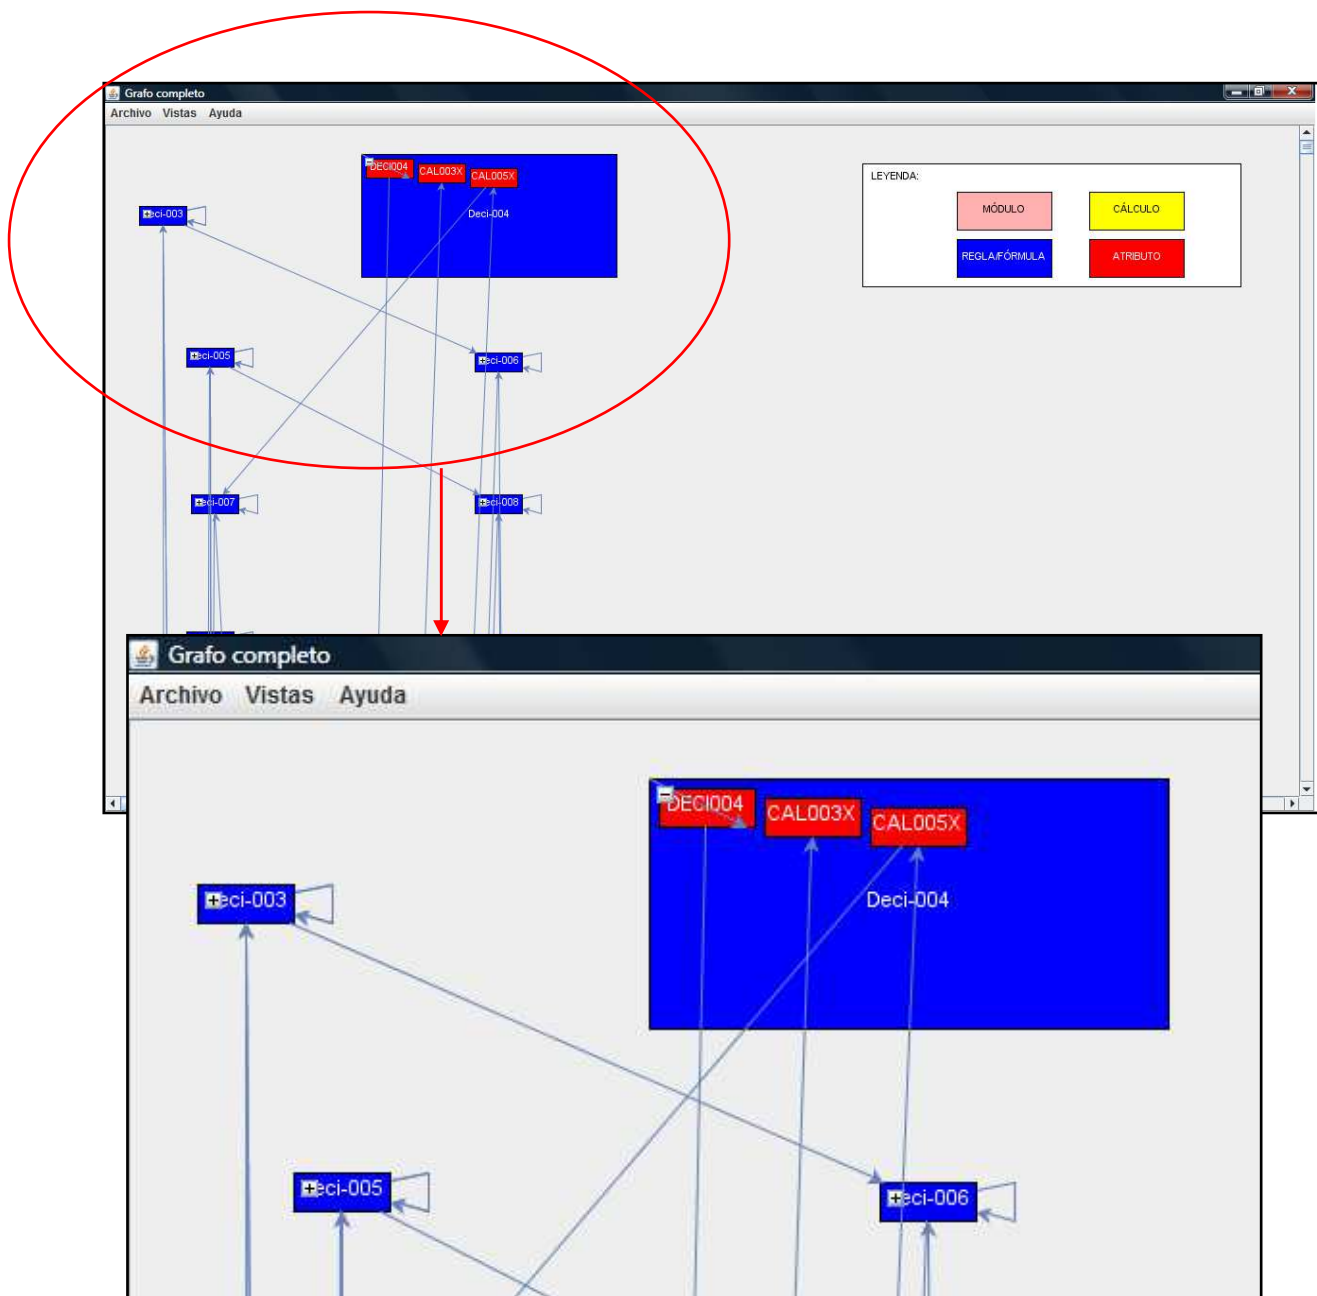 Grafo completo
Archivo Vistas Ayuda
DECI004 CAL003X CAL005X
Deci-004
eci-003
eci-005
eci-006
eci-007
eci-008
LEYENDA:
MÓDULO CÁLCULO
REGLA/FÓRMULA ATRIBUTO
Grafo completo
Archivo Vistas Ayuda
DECI004 CAL003X CAL005X
eci-003
Deci-004
eci-005
eci-006